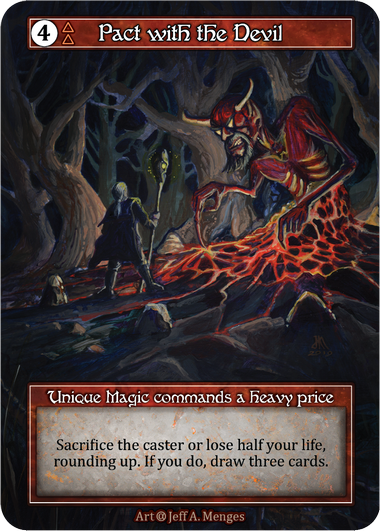 4 Pact with the Devil
Unique Magic commands a heavy price
Sacrifice the caster or lose half your life,
rounding up. If you do, draw three cards.
Art @ Jeff A. Menges